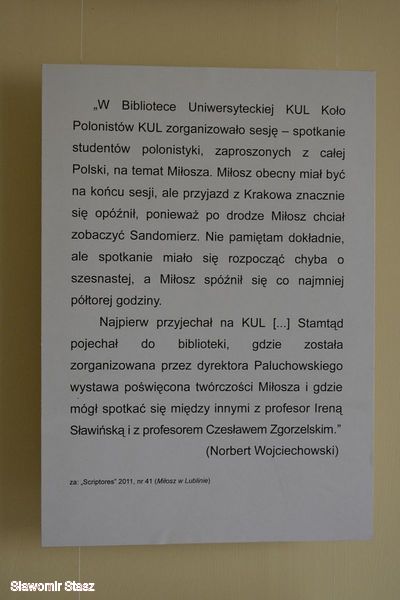 „W Bibliotece Uniwersyteckiej KUL Koło
Polonistów KUL zorganizowało sesję – spotkanie
studentów polonistyki, zaproszonych z całej
Polski, na temat Miłosza. Miłosz obecny miał być
na końcu sesji, ale przyjazd z Krakowa znacznie
się opóźnił, ponieważ po drodze Miłosz chciał
zobaczyć Sandomierz. Nie pamiętam dokładnie,
ale spotkanie miało się rozpocząć chyba o
szesnastej, a Miłosz spóźnił się co najmniej
półtorej godziny.
Najpierw przyjechał na KUL [...] Stamtąd
pojechał do biblioteki, gdzie została
zorganizowana przez dyrektora Paluchowskiego
wystawa poświęcona twórczości Miłosza i gdzie
mógł spotkać się między innymi z profesor Ireną
Sławińską i z profesorem Czesławem Zgorzelskim.”
(Norbert Wojciechowski)
za: „Scriptores” 2011, nr 41 (Miłosz w Lublinie)
Sławomir Stasz